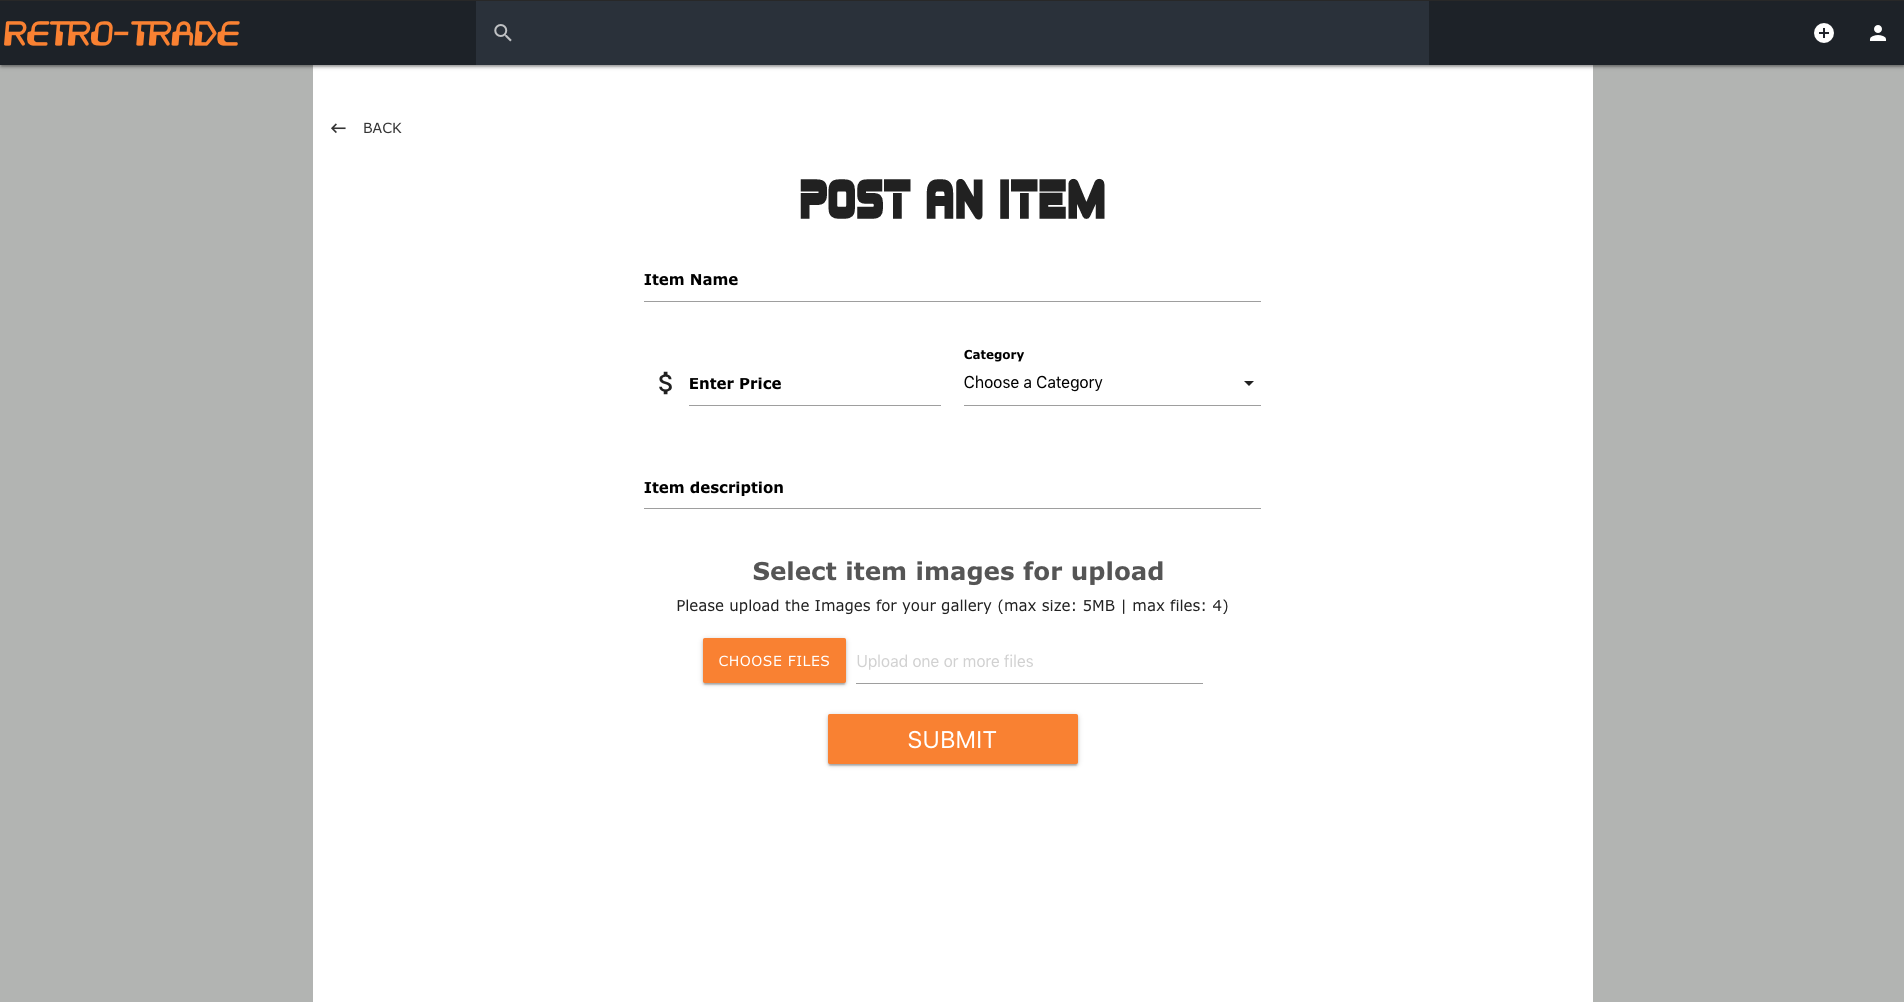 RETRO-TRADE
BACK
POST AN ITEM
Item Name
Category
$ Enter Price
Choose a Category
Item description
Select item images for upload
Please upload the Images for your gallery (max size: 5MB | max files: 4)
CHOOSE FILES
Upload one or more files
SUBMIT